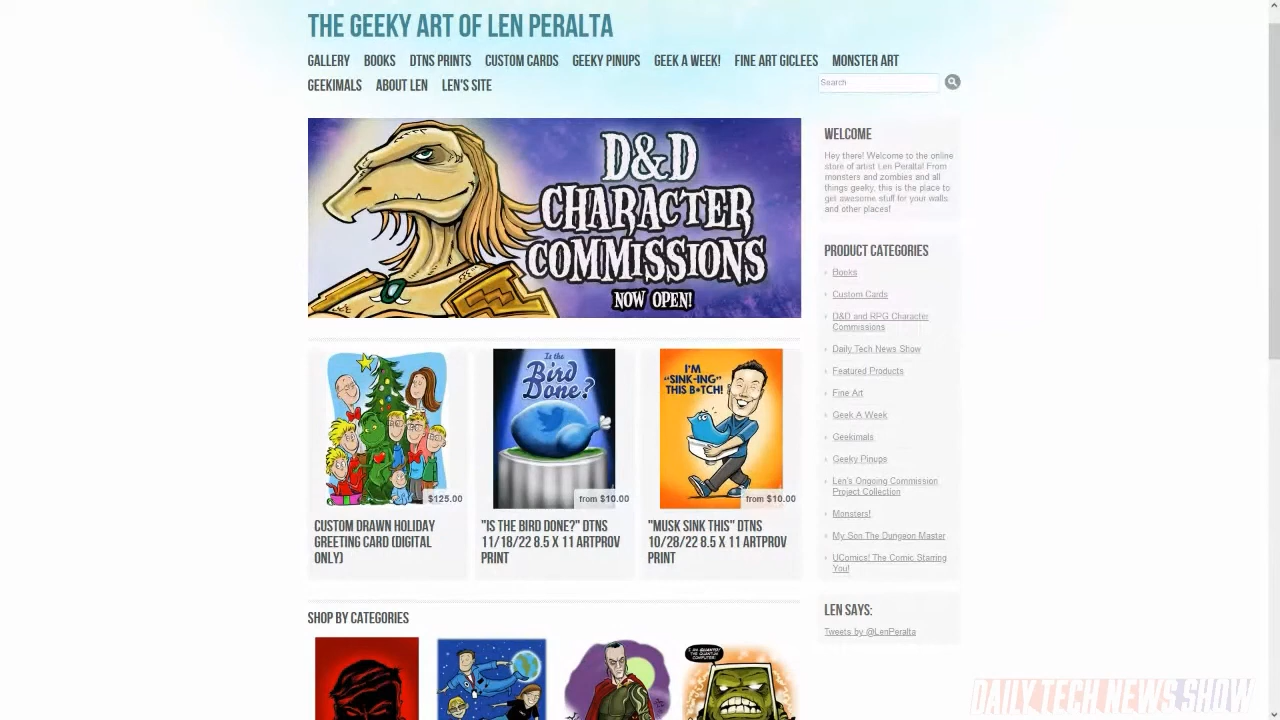 THE GEEKY ART OF LEN PERALTA
GALLERY BOOKS DTNS PRINTS CUSTOM CARDS GEEKY PINUPS GEEK A WEEK! FINE ART GICLEES MONSTER ART
GEEKIMALS ABOUT LEN LEN'S SITE
Search
D&D
CHARACTER
COMMISSIONS
NOW OPEN!
WELCOME
Hey there! Welcome to the online
store of artist Len Peralta! From
monsters and zombies and all
things geeky, this is the place to
get awesome stuff for your walls
and other places!
PRODUCT CATEGORIES
Books
Custom Cards
D&D and RPG Character
Commissions
Daily Tech News Show
Featured Products
Fine Art
Geek A Week
Geekimals
Geeky Pinups
Len's Ongoing Commission
Project Collection
Monsters!
My Son The Dungeon Master
UComics! The Comic Starring
You!
LEN SAYS:
Tweets by @LenPeralta
$125.00
CUSTOM DRAWN HOLIDAY
GREETING CARD (DIGITAL
ONLY)
Is the
Bird
Done?
from $10.00
"IS THE BIRD DONE?" DTNS
11/18/22 8.5 X 11 ARTPROV
PRINT
I'M
"SINK-ING"
THIS B*TCH!
from $10.00
"MUSK SINK THIS" DTNS
10/28/22 8.5 X 11 ARTPROV
PRINT
SHOP BY CATEGORIES
I AM QUANTOR
THE QUANTUM
COMPUTER!
DAILY TECH NEWS SHOW